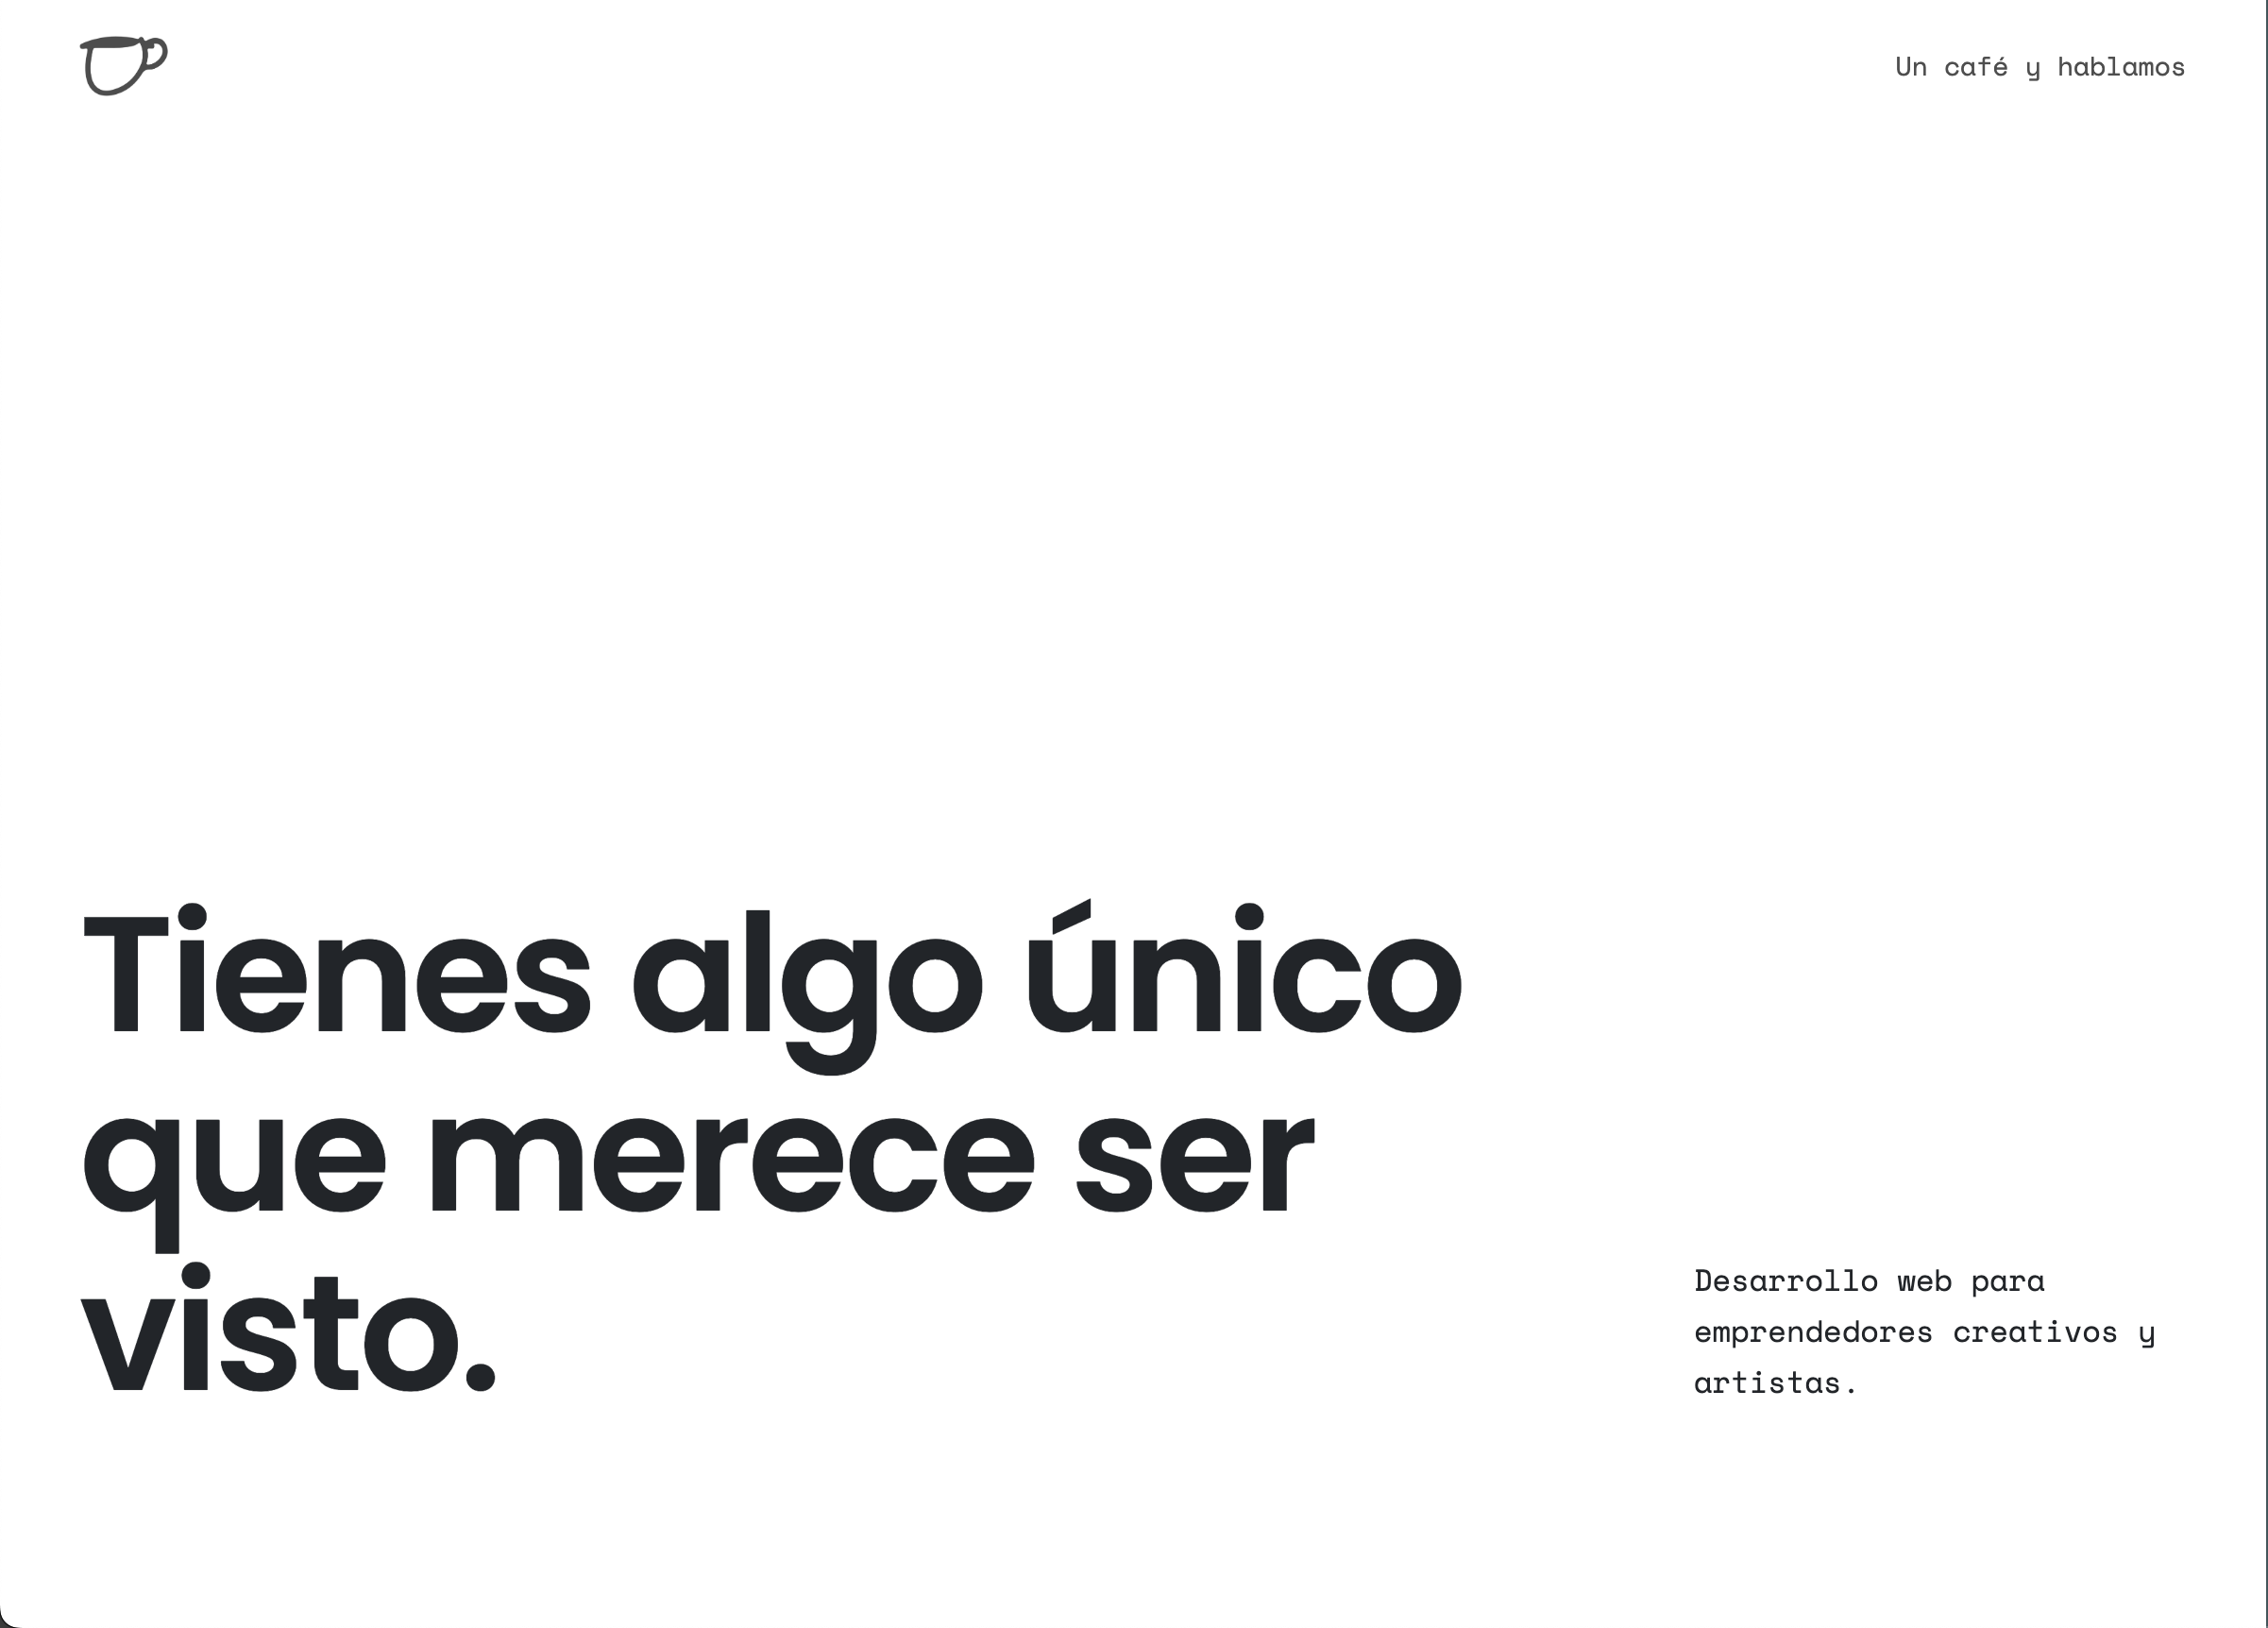 Un café y hablamos
Tienes algo único
que merece ser
visto.
Desarrollo web para
emprendedores creativos y
artistas.